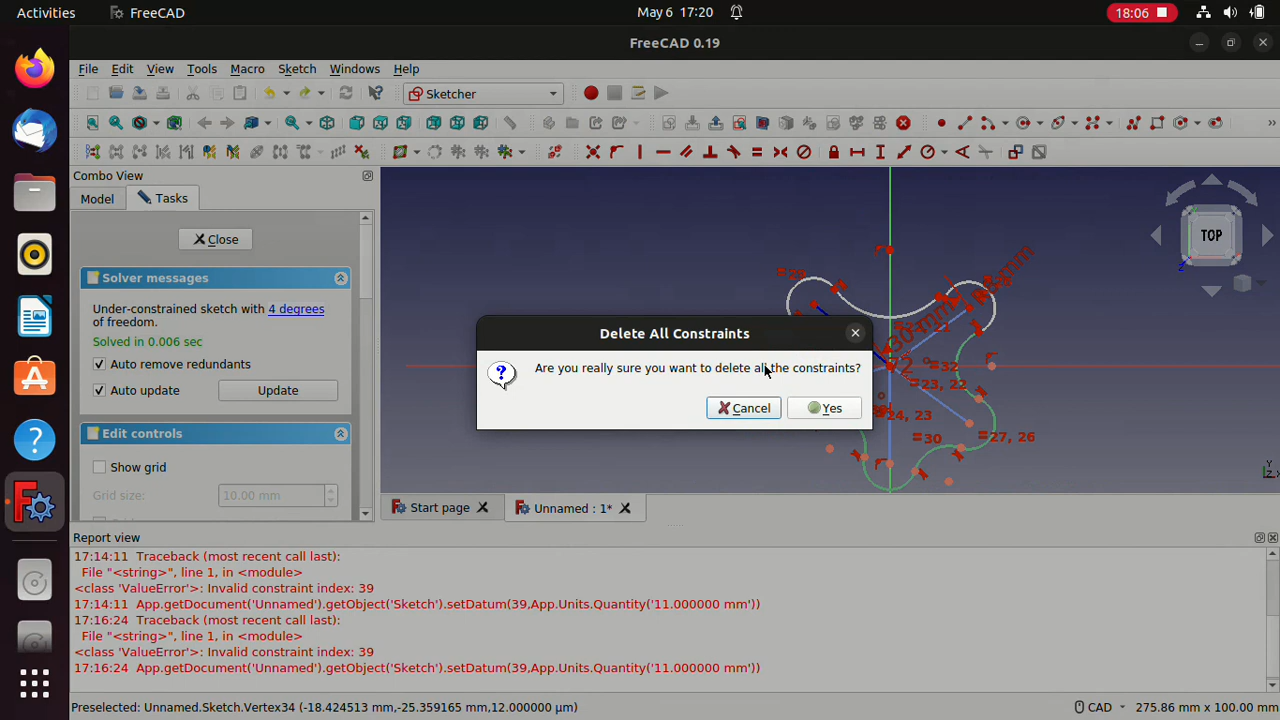 Activities FreeCAD May 6 17:20 18:06
FreeCAD 0.19
File Edit View Tools Macro Sketch Windows Help
Sketcher
Combo View
Model Tasks
Close
Solver messages
Under-constrained sketch with 4 degrees
of freedom.
Solved in 0.006 sec
Auto remove redundants
Auto update Update
Edit controls
Show grid
Grid size: 10.00 mm
TOP
Delete All Constraints
Are you really sure you want to delete all the constraints?
Cancel Yes
=32
=23, 22
=24, 23
=30
=27, 26
Start page Unnamed : 1*
Report view
17:14:11 Traceback (most recent call last):
File "<string>", line 1, in <module>
<class 'ValueError'>: Invalid constraint index: 39
17:14:11 App.getDocument('Unnamed').getObject('Sketch').setDatum(39,App.Units.Quantity('11.000000 mm'))
17:16:24 Traceback (most recent call last):
File "<string>", line 1, in <module>
<class 'ValueError'>: Invalid constraint index: 39
17:16:24 App.getDocument('Unnamed').getObject('Sketch').setDatum(39,App.Units.Quantity('11.000000 mm'))
Preselected: Unnamed.Sketch.Vertex34 (-18.424513 mm,-25.359165 mm,12.000000 µm) CAD 275.86 mm x 100.00 mm